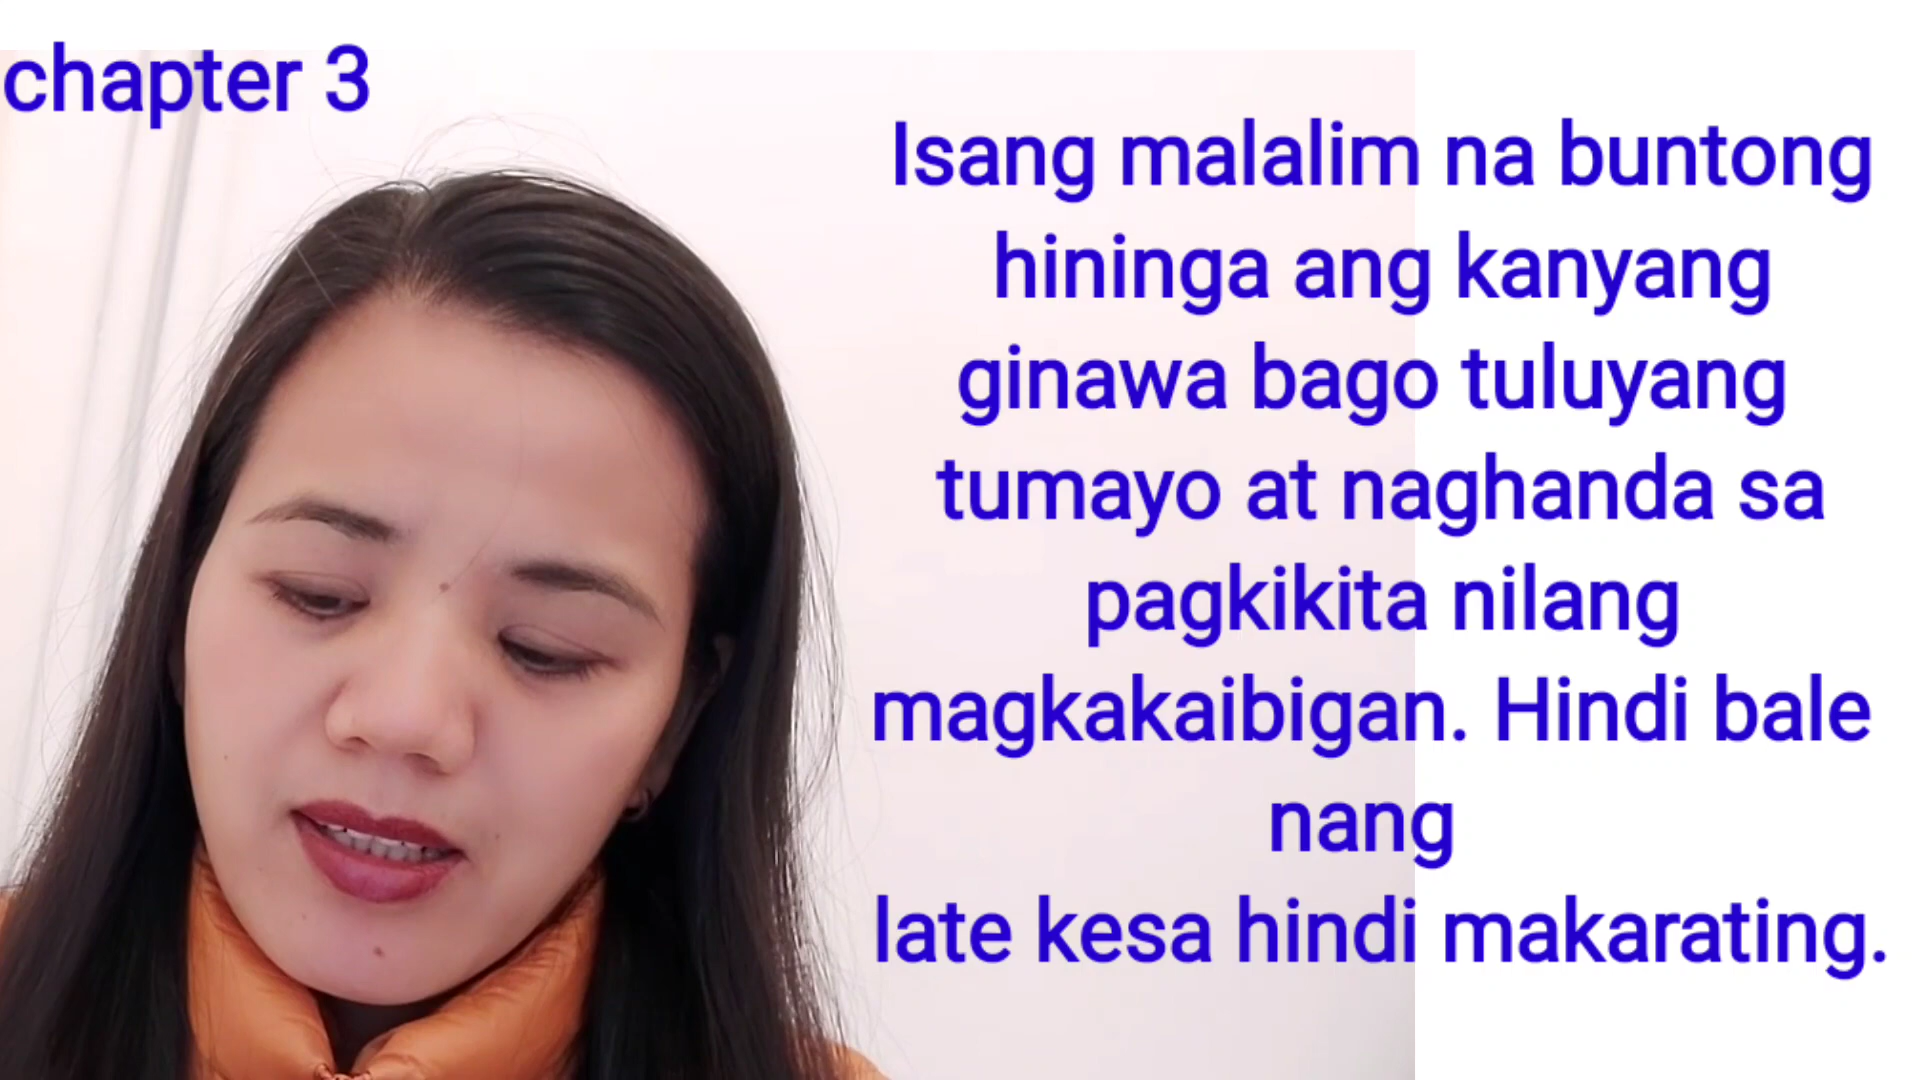 chapter 3
Isang malalim na buntong
hininga ang kanyang
ginawa bago tuluyang
tumayo at naghanda sa
pagkikita nilang
magkakaibigan. Hindi bale
nang
late kesa hindi makarating.